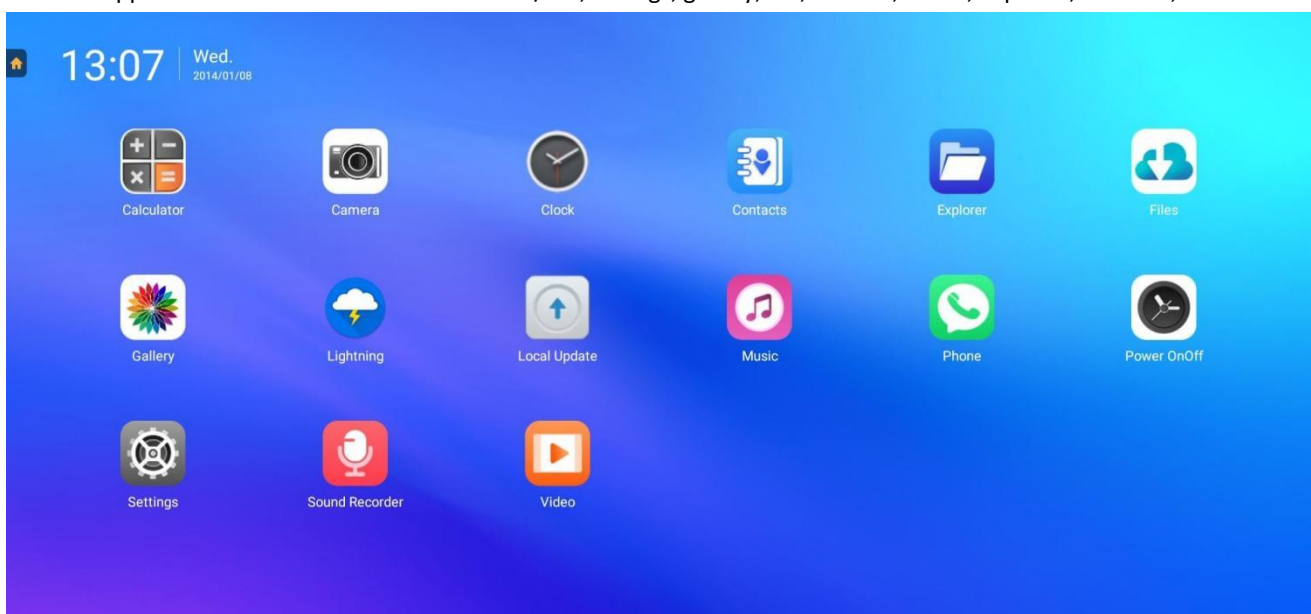 13:07
Wed.
2014/01/08
Calculator
Camera
Clock
Contacts
Explorer
Files
Gallery
Lightning
Local Update
Music
Phone
Power OnOff
Settings
Sound Recorder
Video